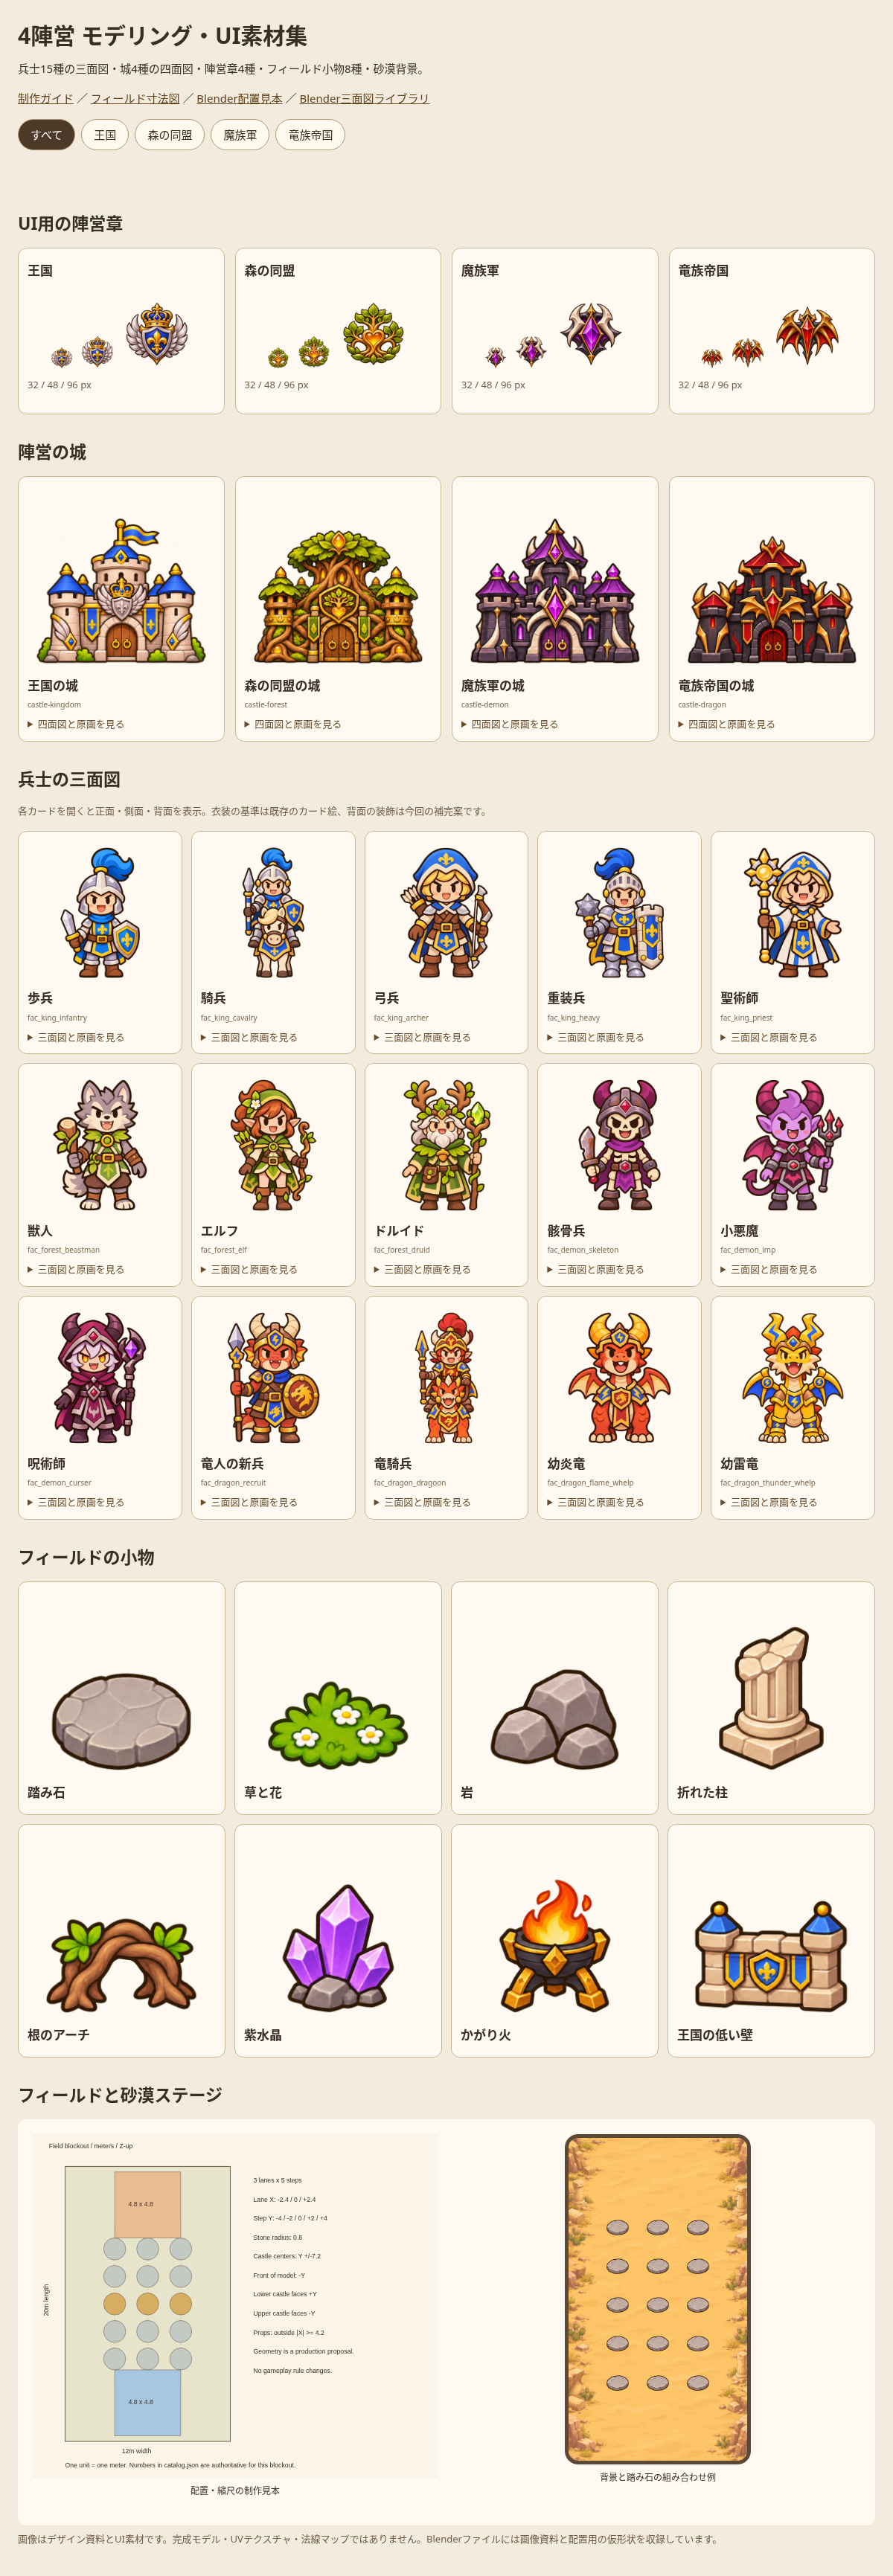 4陣営 モデリング・UI素材集
兵士15種の三面図・城4種の四面図・陣営章4種・フィールド小物8種・砂漠背景。
制作ガイド ／ フィールド寸法図 ／ Blender配置見本 ／ Blender三面図ライブラリ
すべて 王国 森の同盟 魔族軍 竜族帝国
UI用の陣営章
王国 森の同盟 魔族軍 竜族帝国
32 / 48 / 96 px 32 / 48 / 96 px 32 / 48 / 96 px 32 / 48 / 96 px
陣営の城
王国の城 森の同盟の城 魔族軍の城 竜族帝国の城
castle-kingdom castle-forest castle-demon castle-dragon
▶ 四面図と原画を見る ▶ 四面図と原画を見る ▶ 四面図と原画を見る ▶ 四面図と原画を見る
兵士の三面図
各カードを開くと正面・側面・背面を表示。衣装の基準は既存のカード絵、背面の装飾は今回の補完案です。
歩兵 騎兵 弓兵 重装兵 聖術師
fac_king_infantry fac_king_cavalry fac_king_archer fac_king_heavy fac_king_priest
▶ 三面図と原画を見る ▶ 三面図と原画を見る ▶ 三面図と原画を見る ▶ 三面図と原画を見る ▶ 三面図と原画を見る
獣人 エルフ ドルイド 骸骨兵 小悪魔
fac_forest_beastman fac_forest_elf fac_forest_druid fac_demon_skeleton fac_demon_imp
▶ 三面図と原画を見る ▶ 三面図と原画を見る ▶ 三面図と原画を見る ▶ 三面図と原画を見る ▶ 三面図と原画を見る
呪術師 竜人の新兵 竜騎兵 幼炎竜 幼雷竜
fac_demon_curser fac_dragon_recruit fac_dragon_dragoon fac_dragon_flame_whelp fac_dragon_thunder_whelp
▶ 三面図と原画を見る ▶ 三面図と原画を見る ▶ 三面図と原画を見る ▶ 三面図と原画を見る ▶ 三面図と原画を見る
フィールドの小物
踏み石 草と花 岩 折れた柱
根のアーチ 紫水晶 かがり火 王国の低い壁
フィールドと砂漠ステージ
Field blockout / meters / Z-up
4.8 x 4.8
20m length
4.8 x 4.8
12m width
3 lanes x 5 steps
Lane X: -2.4 / 0 / +2.4
Step Y: -4 / -2 / 0 / +2 / +4
Stone radius: 0.8
Castle centers: Y +/-7.2
Front of model: -Y
Lower castle faces +Y
Upper castle faces -Y
Props: outside |X| >= 4.2
Geometry is a production proposal.
No gameplay rule changes.
One unit = one meter. Numbers in catalog.json are authoritative for this blockout.
配置・縮尺の制作見本
背景と踏み石の組み合わせ例
画像はデザイン資料とUI素材です。完成モデル・UVテクスチャ・法線マップではありません。Blenderファイルには画像資料と配置用の仮形状を収録しています。